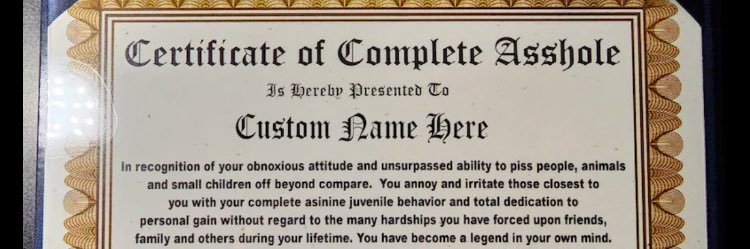 Certificate of Complete Asshole
Is Hereby Presented To
Custom Name Here
In recognition of your obnoxious attitude and unsurpassed ability to piss people, animals
and small children off beyond compare. You annoy and irritate those closest to
you with your complete asinine juvenile behavior and total dedication to
personal gain without regard to the many hardships you have forced upon friends,
family and others during your lifetime. You have become a legend in your own mind.